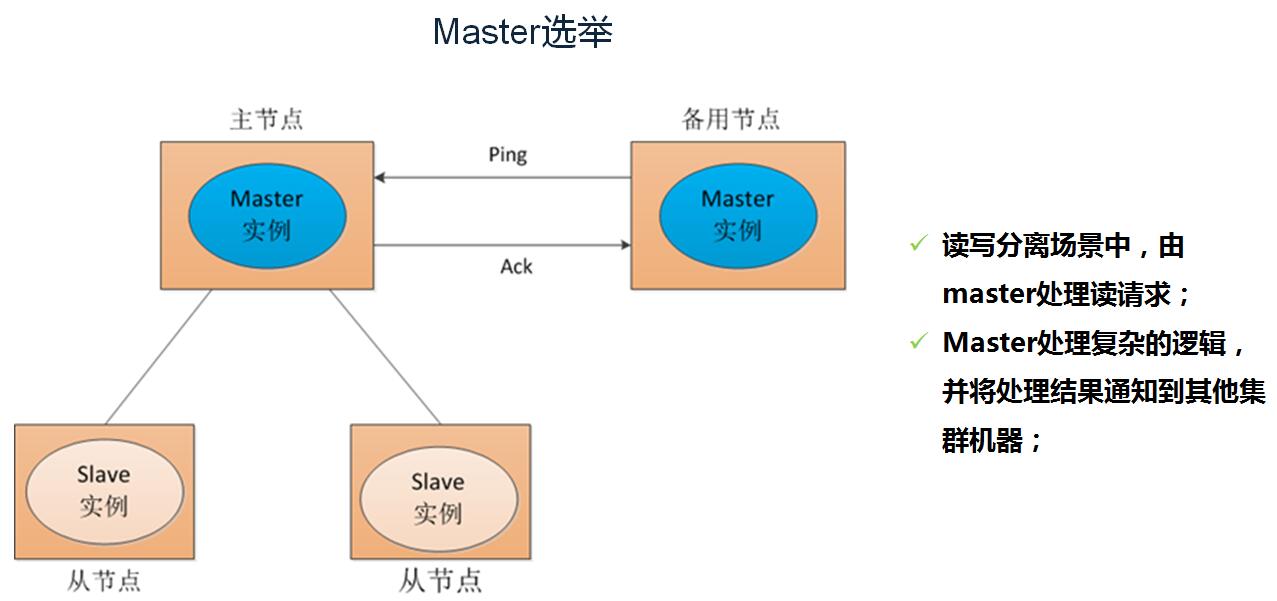 Master选举
主节点
备用节点
Master
实例
Ping
Ack
Master
实例
读写分离场景中，由
master处理读请求；
Master处理复杂的逻辑，
并将处理结果通知到其他集
群机器；
Slave
实例
从节点
Slave
实例
从节点